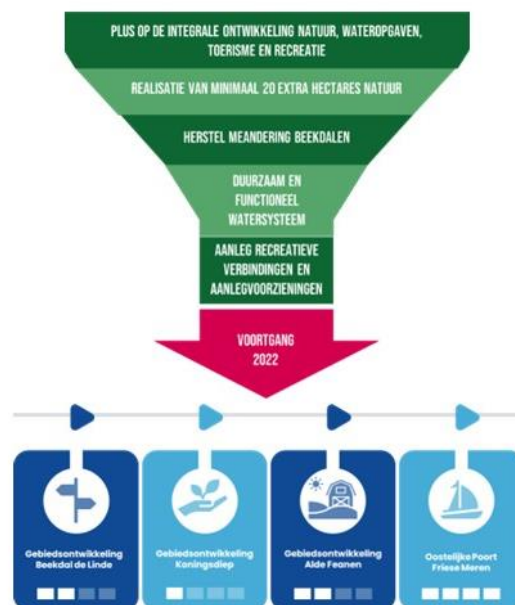 PLUS OP DE INTEGRALE ONTWIKKELING NATUUR, WATEROPGAVEN,
TOERISME EN RECREATIE
REALISATIE VAN MINIMAAL 20 EXTRA HECTARES NATUUR
HERSTEL MEANDERING BEEKDALEN
DUURZAAM EN
FUNCTIONEEL
WATERSYSTEEM
AANLEG RECREATIEVE
VERBINDINGEN EN
AANLEGVOORZIENINGEN
VOORTGANG
2022
Gebiedsontwikkeling
Beekdal de Linde
Gebiedsontwikkeling
Koningsdiep
Gebiedsontwikkeling
Alde Feanen
Oostelijke Poort
Friese Meren